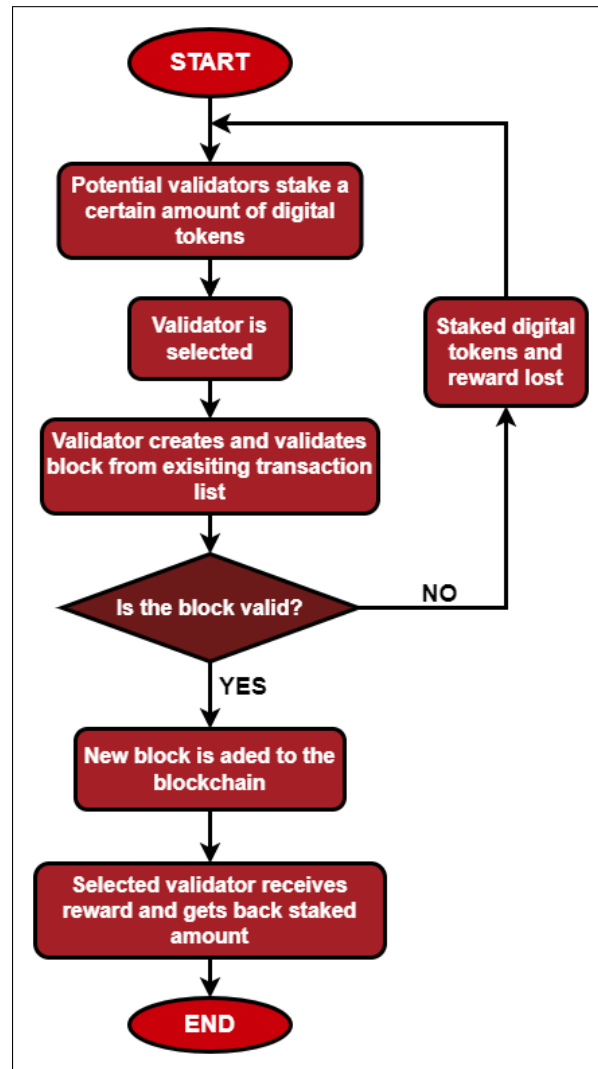 START
Potential validators stake a
certain amount of digital
tokens
Validator is
selected
Staked digital
tokens and
reward lost
Validator creates and validates
block from exisiting transaction
list
Is the block valid?
NO
YES
New block is aded to the
blockchain
Selected validator receives
reward and gets back staked
amount
END